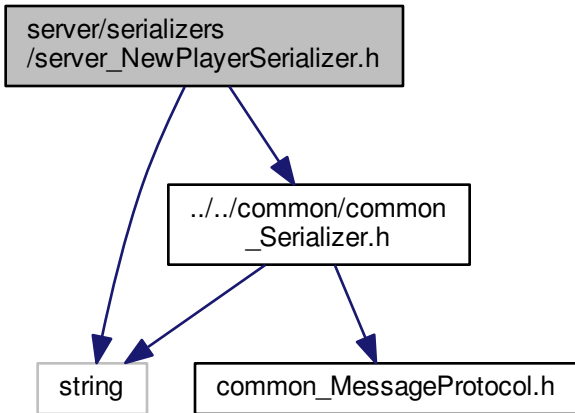 server/serializers
/server_NewPlayerSerializer.h
../../common/common
_Serializer.h
string
common_MessageProtocol.h